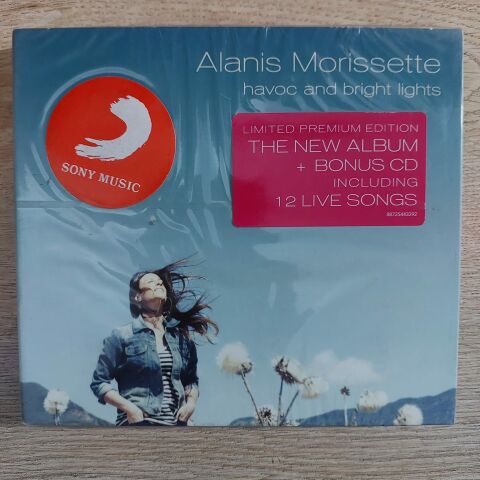 Alanis Morissette
havoc and bright lights
SONY MUSIC
LIMITED PREMIUM EDITION
THE NEW ALBUM
+ BONUS CD
INCLUDING
12 LIVE SONGS
88725443292